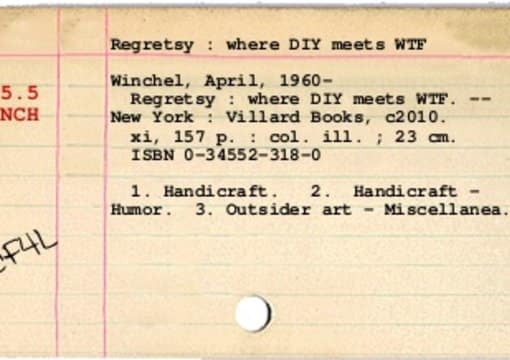 Regretsy : where DIY meets WTF
Winchel, April, 1960-
5.5
Regretsy : where DIY meets WTF. --
NCH
New York : Villard Books, c2010.
xi, 157 p. : col. ill. ; 23 cm.
ISBN 0-34552-318-0
1. Handicraft. 2. Handicraft -
Humor. 3. Outsider art - Miscellanea.